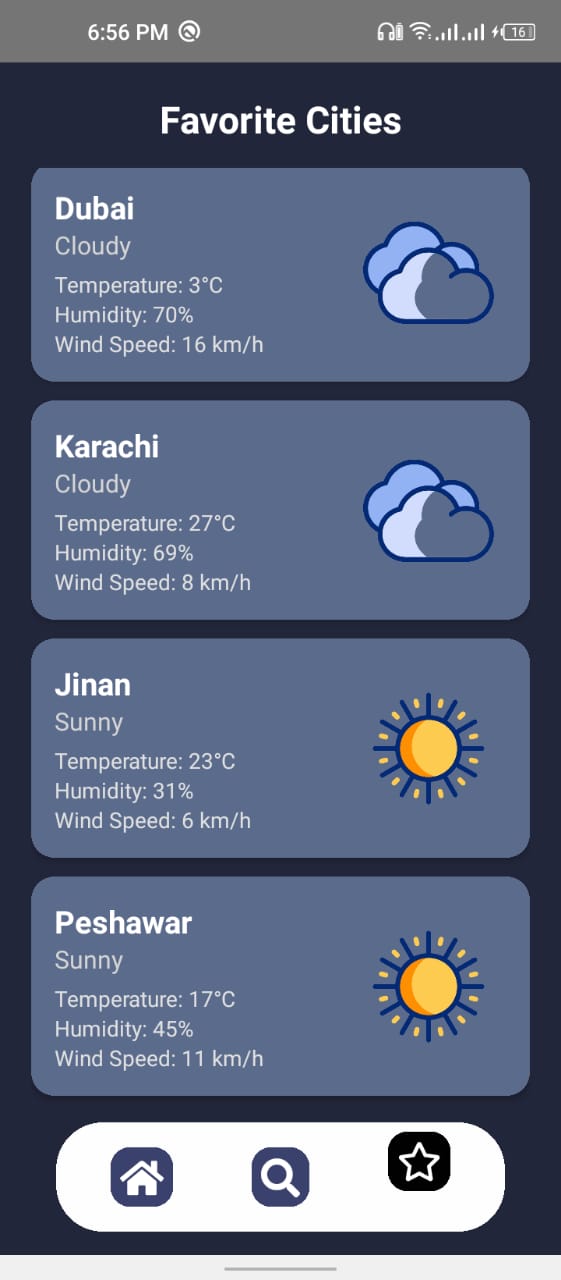 6:56 PM
16
Favorite Cities
Dubai
Cloudy
Temperature: 3°C
Humidity: 70%
Wind Speed: 16 km/h
Karachi
Cloudy
Temperature: 27°C
Humidity: 69%
Wind Speed: 8 km/h
Jinan
Sunny
Temperature: 23°C
Humidity: 31%
Wind Speed: 6 km/h
Peshawar
Sunny
Temperature: 17°C
Humidity: 45%
Wind Speed: 11 km/h